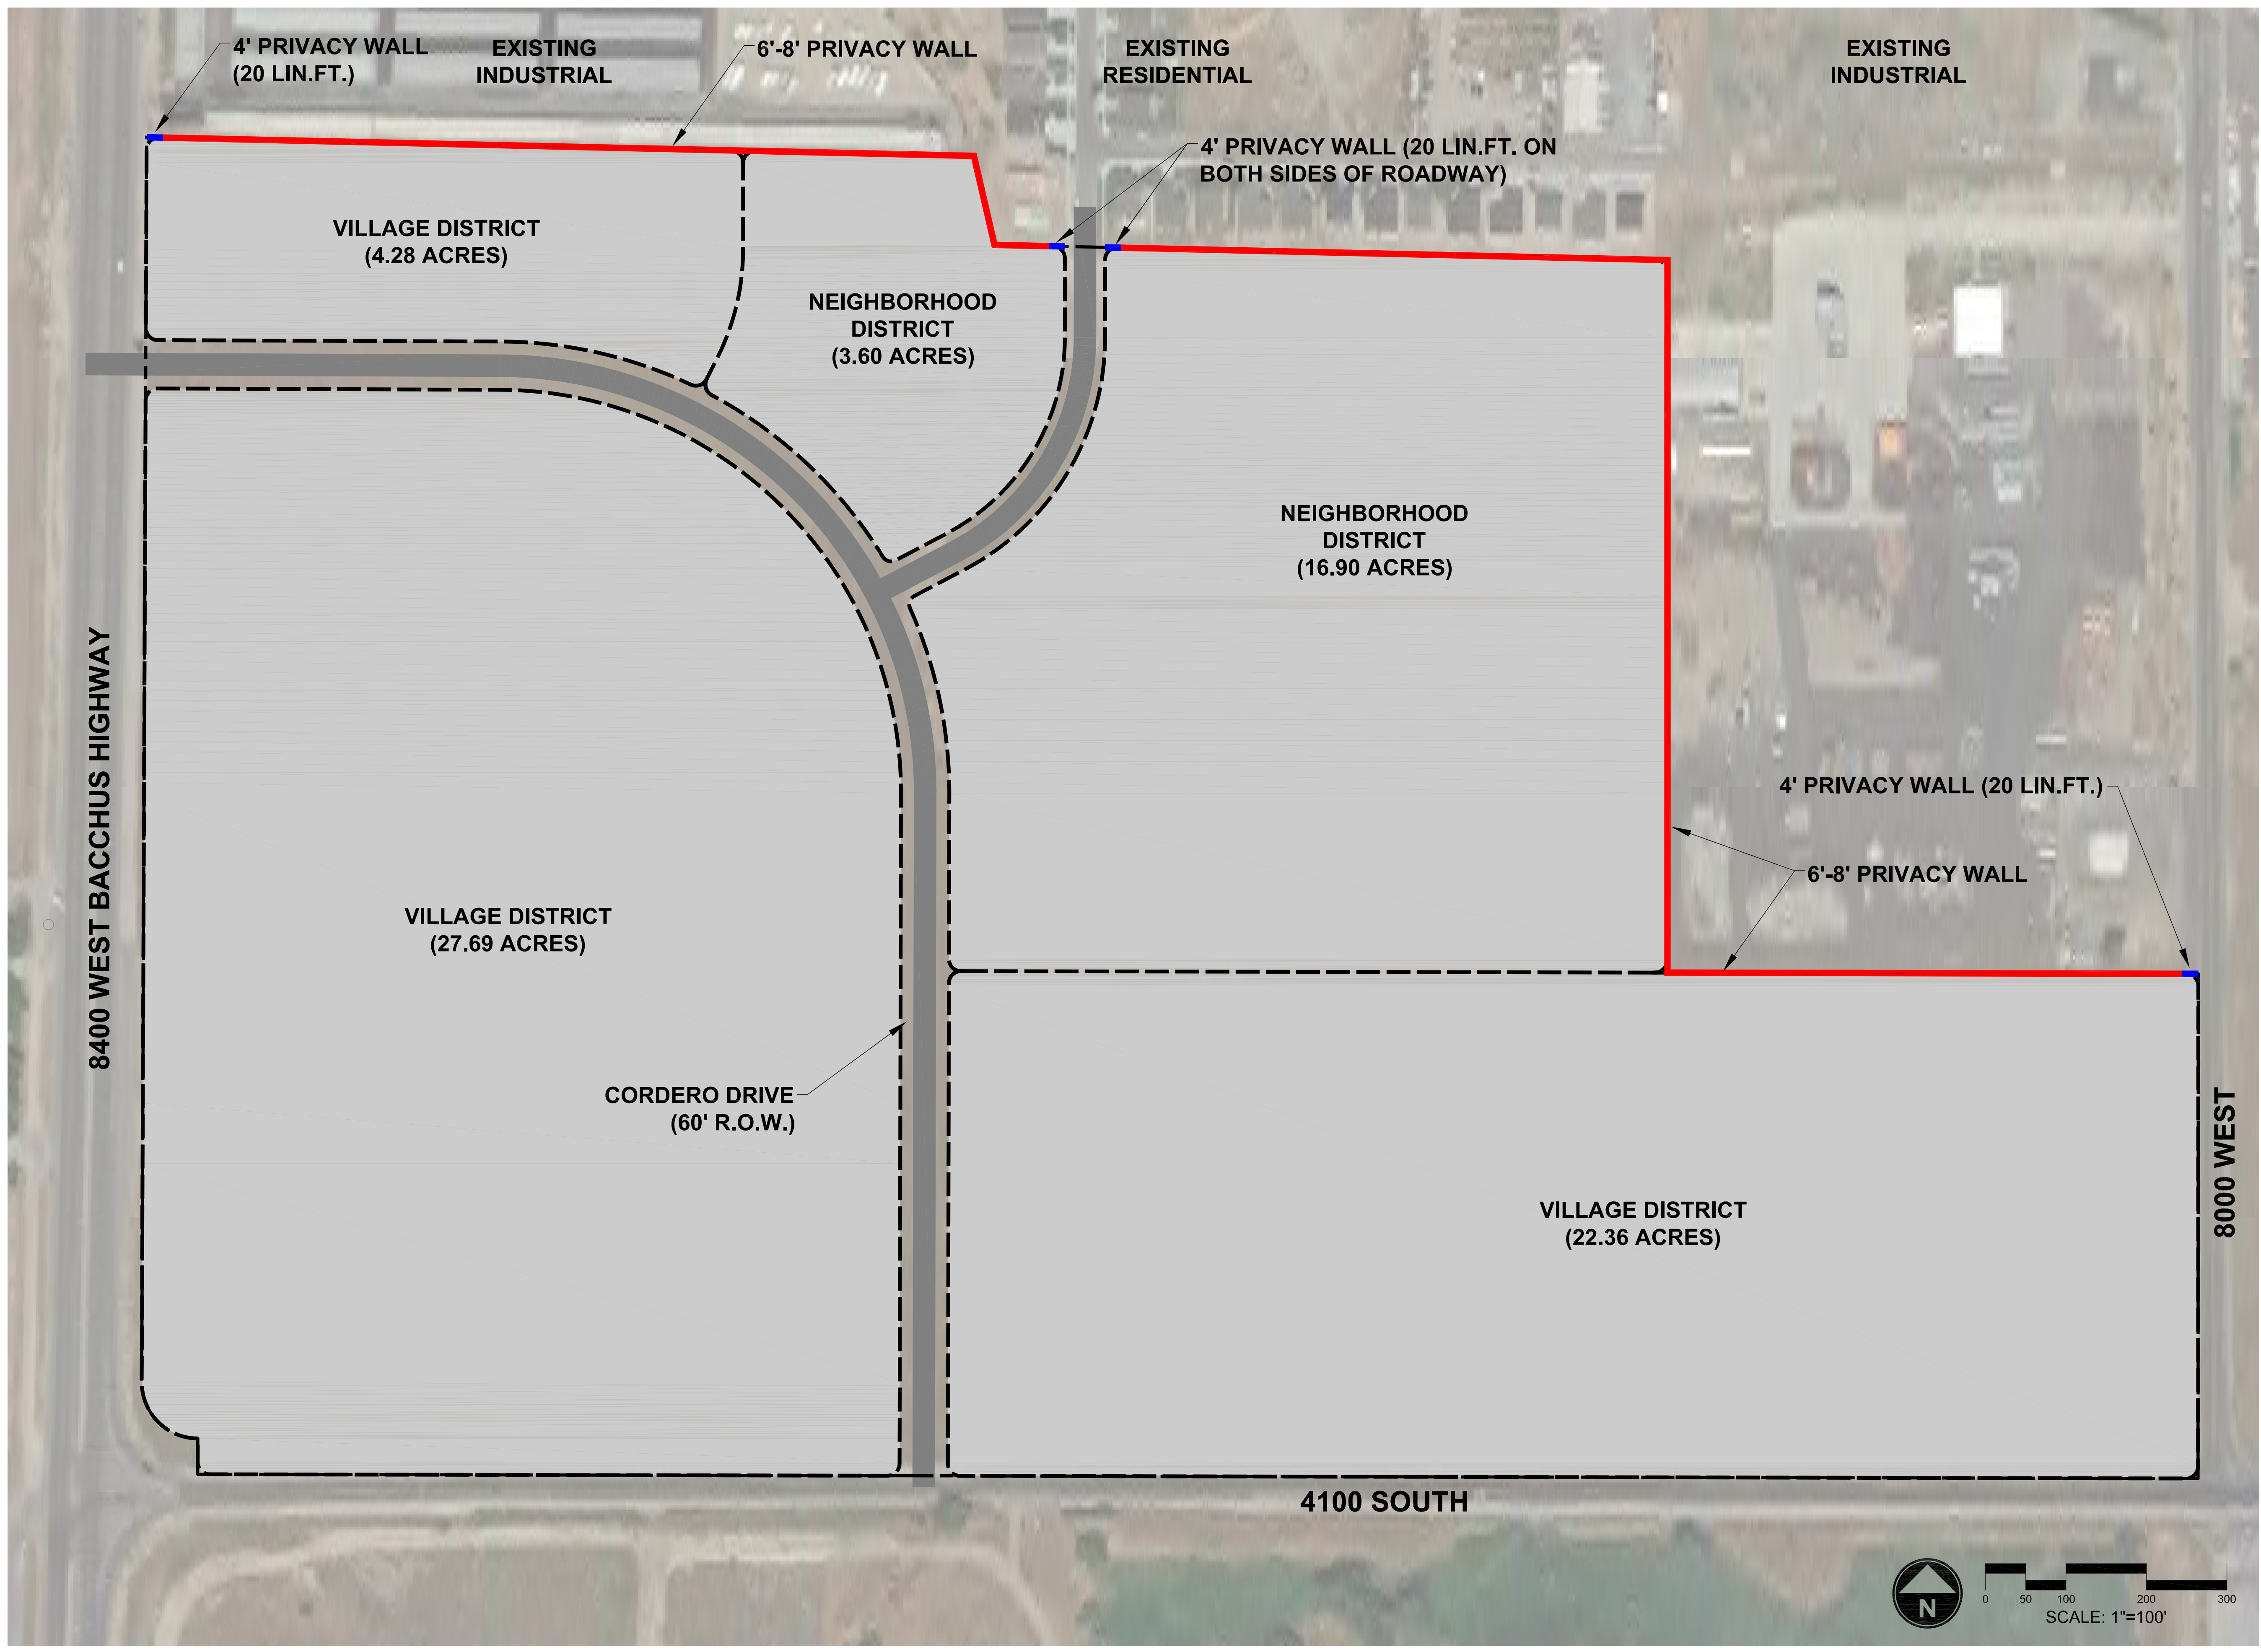 4' PRIVACY WALL
(20 LIN.FT.)
EXISTING
INDUSTRIAL
6'-8' PRIVACY WALL
EXISTING
RESIDENTIAL
EXISTING
INDUSTRIAL
4' PRIVACY WALL (20 LIN.FT. ON
BOTH SIDES OF ROADWAY)
VILLAGE DISTRICT
(4.28 ACRES)
NEIGHBORHOOD
DISTRICT
(3.60 ACRES)
NEIGHBORHOOD
DISTRICT
(16.90 ACRES)
8400 WEST BACCHUS HIGHWAY
4' PRIVACY WALL (20 LIN.FT.)
6'-8' PRIVACY WALL
VILLAGE DISTRICT
(27.69 ACRES)
CORDERO DRIVE
(60' R.O.W.)
VILLAGE DISTRICT
(22.36 ACRES)
8000 WEST
4100 SOUTH
N
0 50 100 200 300
SCALE: 1"=100'